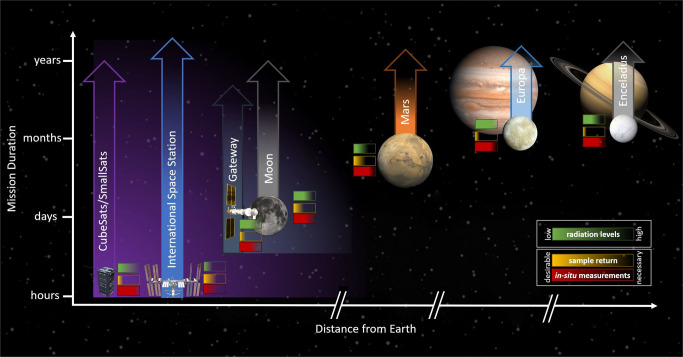 years
months
days
hours
Mission Duration
CubeSats/SmallSats
International Space Station
Gateway
Moon
Mars
Europa
Enceladus
low
radiation levels
high
desirable
sample return
in-situ measurements
necessary
Distance from Earth